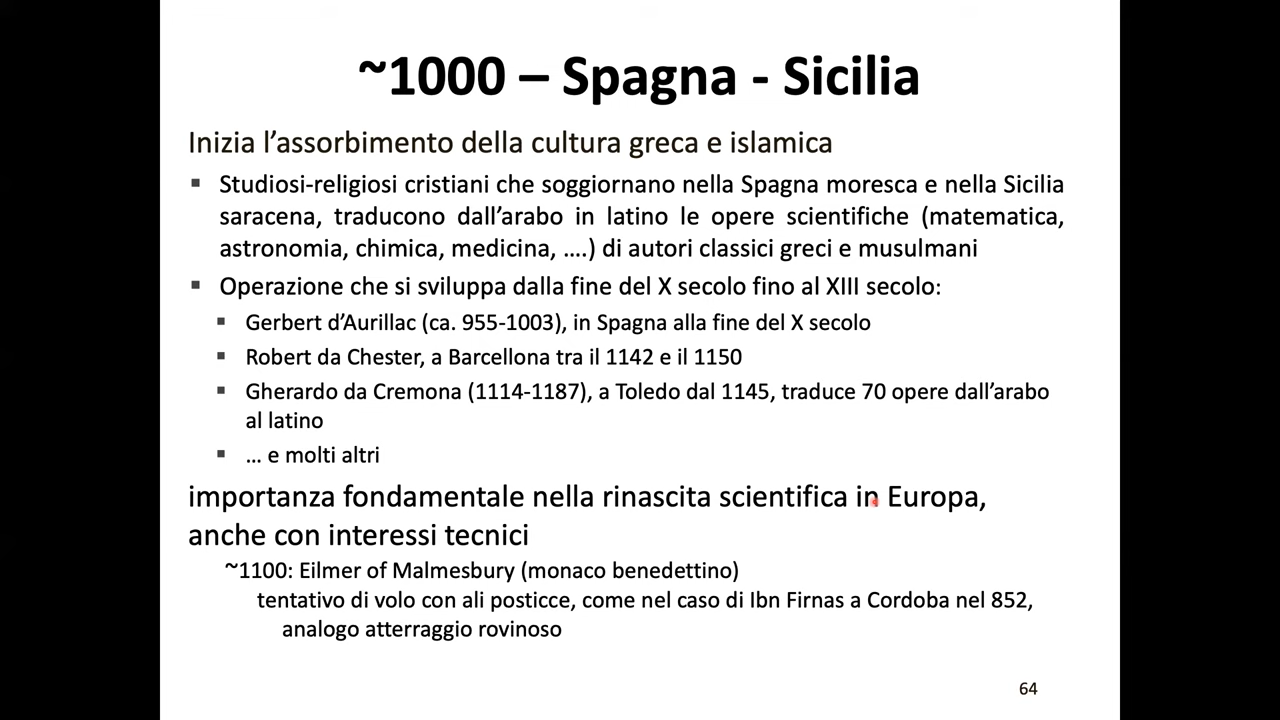 ~1000 – Spagna - Sicilia
Inizia l’assorbimento della cultura greca e islamica
▪ Studiosi-religiosi cristiani che soggiornano nella Spagna moresca e nella Sicilia
saracena, traducono dall’arabo in latino le opere scientifiche (matematica,
astronomia, chimica, medicina, ….) di autori classici greci e musulmani
▪ Operazione che si sviluppa dalla fine del X secolo fino al XIII secolo:
▪ Gerbert d’Aurillac (ca. 955-1003), in Spagna alla fine del X secolo
▪ Robert da Chester, a Barcellona tra il 1142 e il 1150
▪ Gherardo da Cremona (1114-1187), a Toledo dal 1145, traduce 70 opere dall’arabo
al latino
▪ … e molti altri
importanza fondamentale nella rinascita scientifica in Europa,
anche con interessi tecnici
~1100: Eilmer of Malmesbury (monaco benedettino)
tentativo di volo con ali posticce, come nel caso di Ibn Firnas a Cordoba nel 852,
analogo atterraggio rovinoso
64